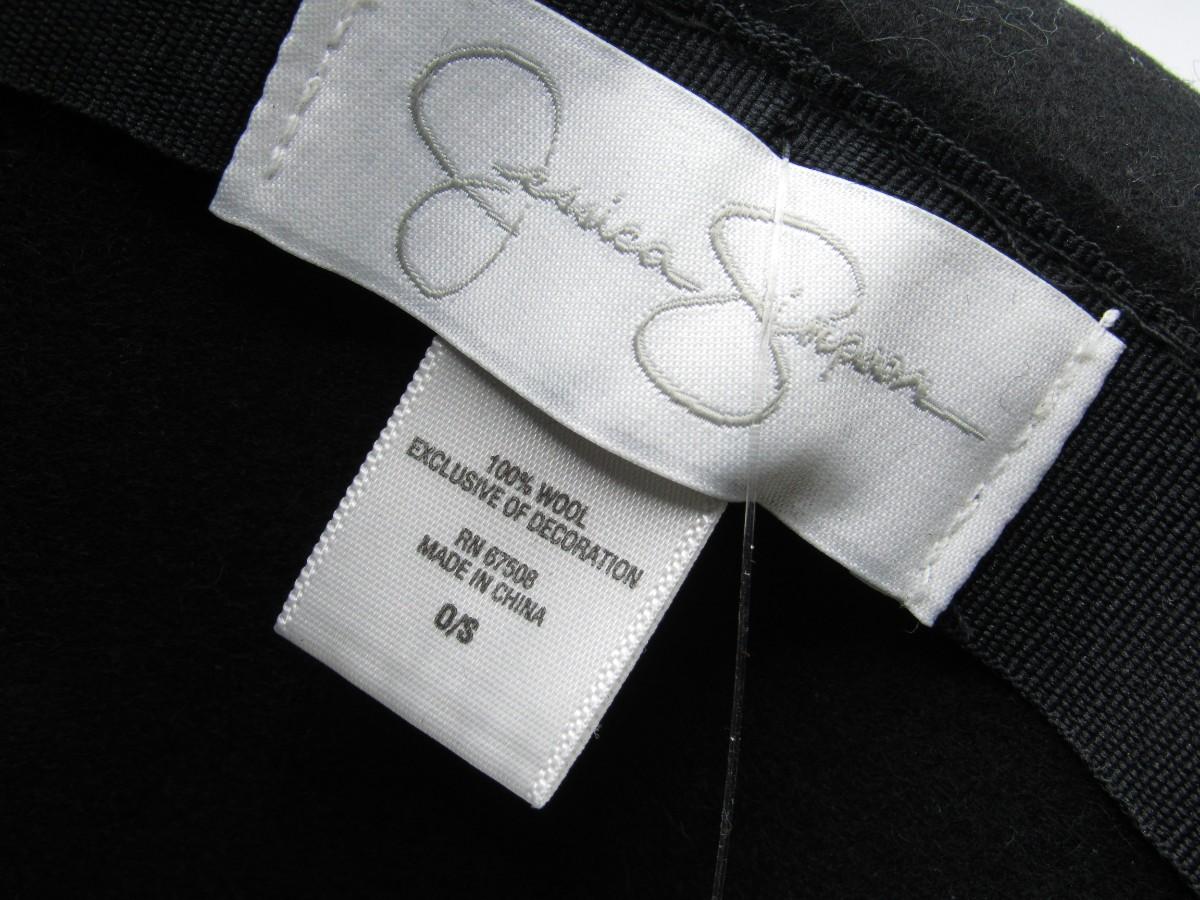 Jessica Simpson
100% WOOL
EXCLUSIVE OF DECORATION
RN 67508
MADE IN CHINA
O/S